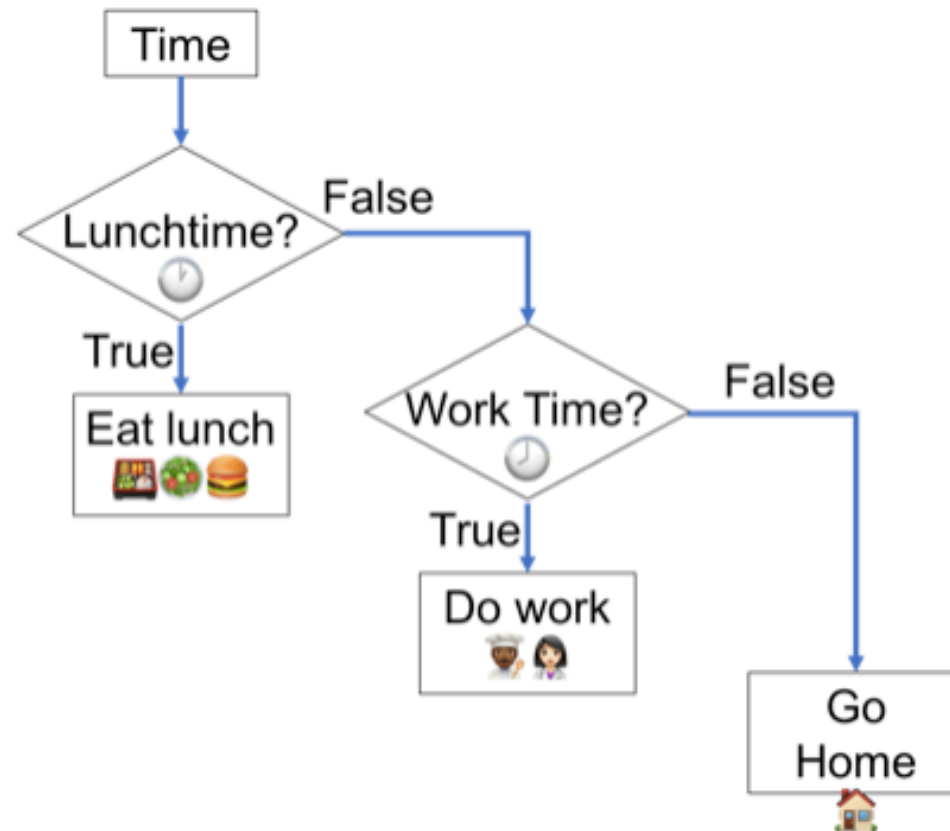 Time
False
Lunchtime?
True
False
Eat lunch
Work Time?
True
Do work
Go
Home